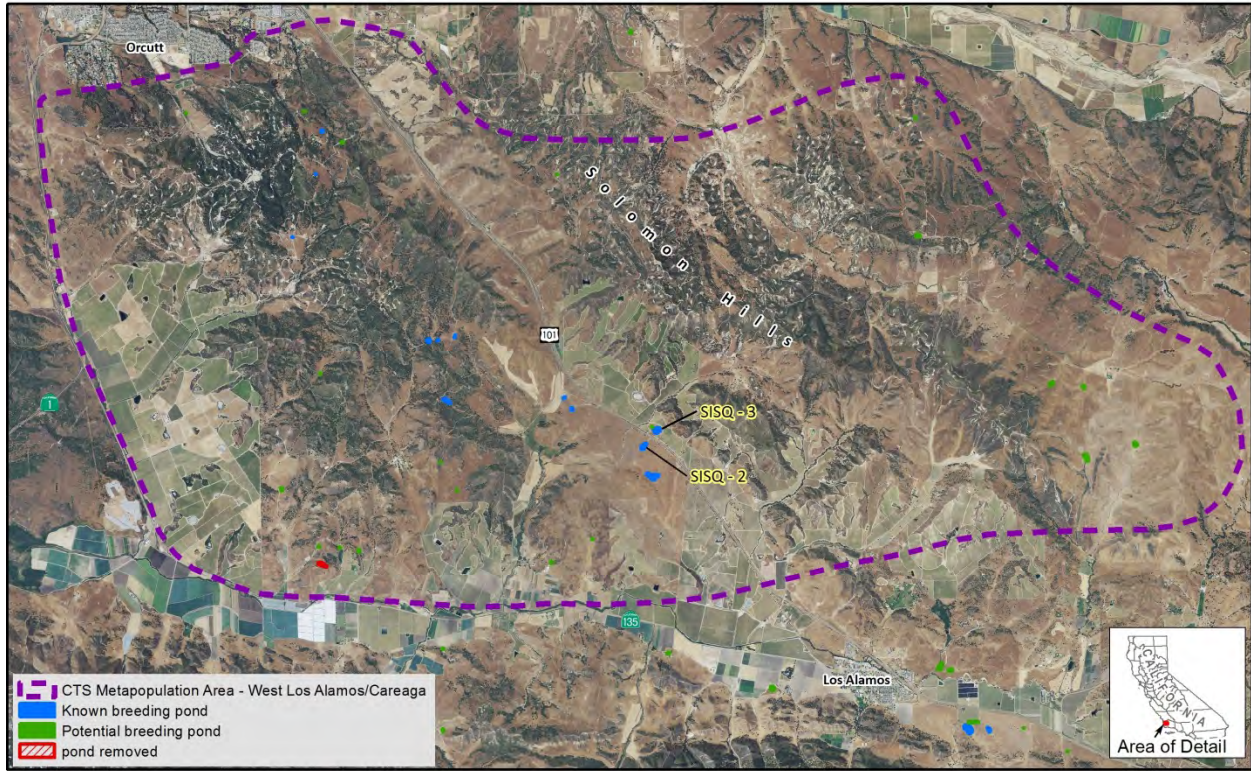 Orcutt
Solomon Hills
101
1
SISQ - 3
SISQ - 2
135
Los Alamos
CTS Metapopulation Area - West Los Alamos/Careaga
Known breeding pond
Potential breeding pond
pond removed
CALIFORNIA
Area of Detail